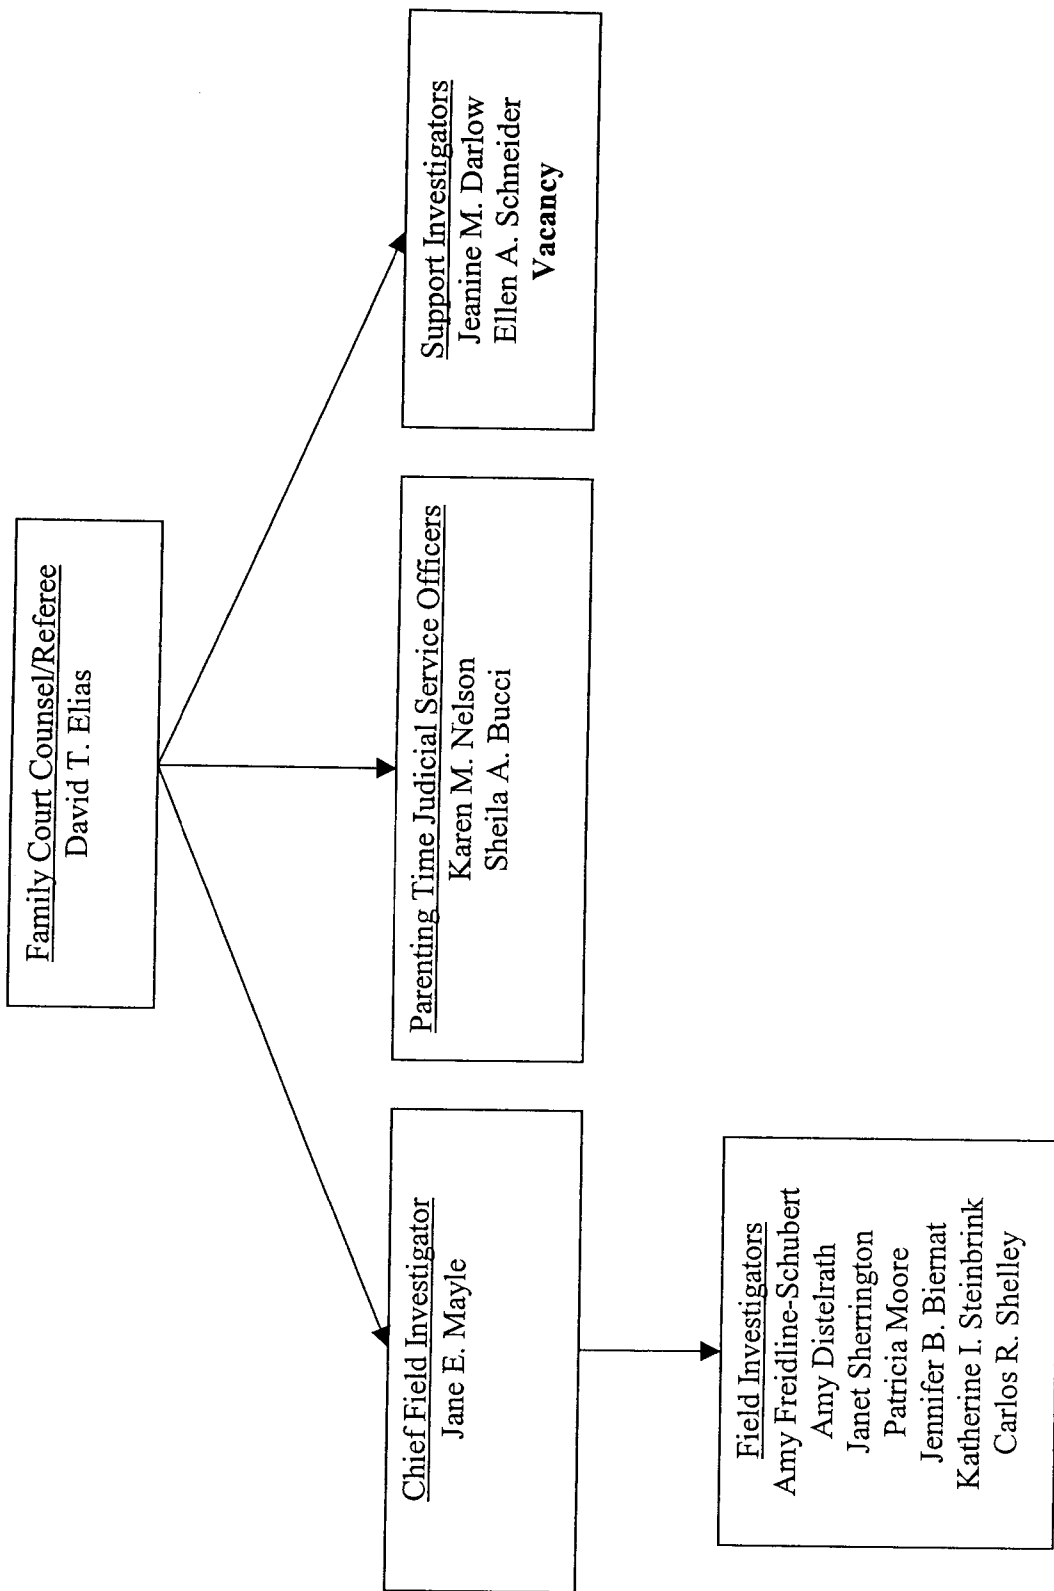 Family Court Counsel/Referee
David T. Elias
Chief Field Investigator
Jane E. Mayle
Parenting Time Judicial Service Officers
Karen M. Nelson
Sheila A. Bucci
Support Investigators
Jeanine M. Darlow
Ellen A. Schneider
Vacancy
Field Investigators
Amy Freidline-Schubert
Amy Distelrath
Janet Sherrington
Patricia Moore
Jennifer B. Biernat
Katherine I. Steinbrink
Carlos R. Shelley